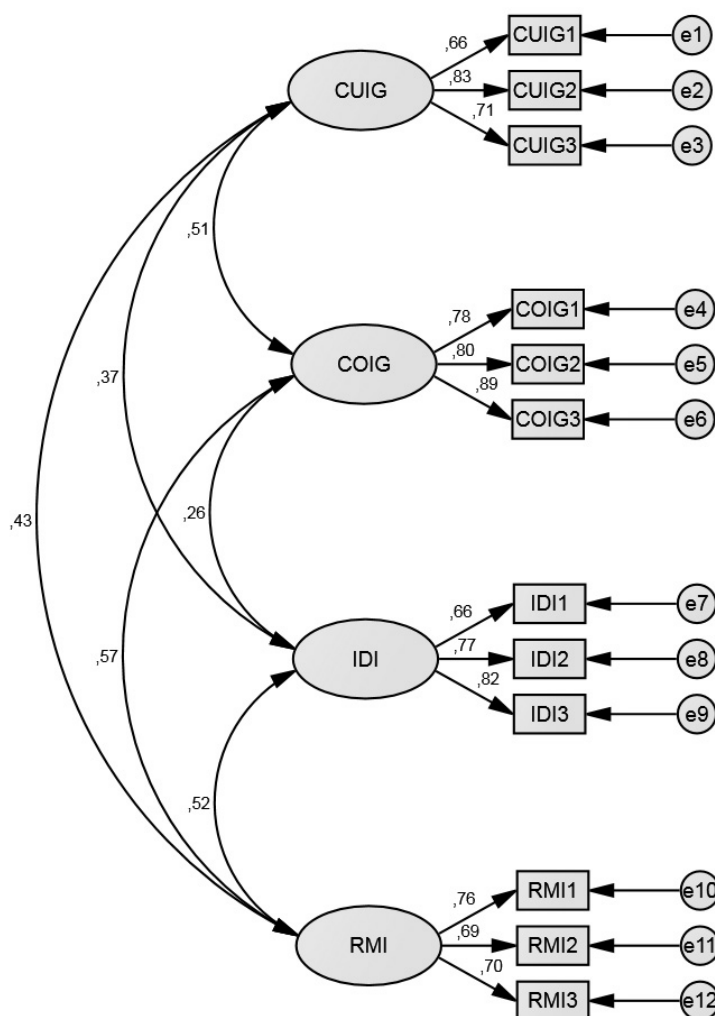 ,66
CUIG1
e1
CUIG
,83
CUIG2
e2
,71
CUIG3
e3
,51
,78
COIG1
e4
COIG
,80
COIG2
e5
,89
COIG3
e6
,37
,26
,43
,66
IDI1
e7
IDI
,77
IDI2
e8
,82
IDI3
e9
,57
,52
,76
RMI1
e10
RMI
,69
RMI2
e11
,70
RMI3
e12